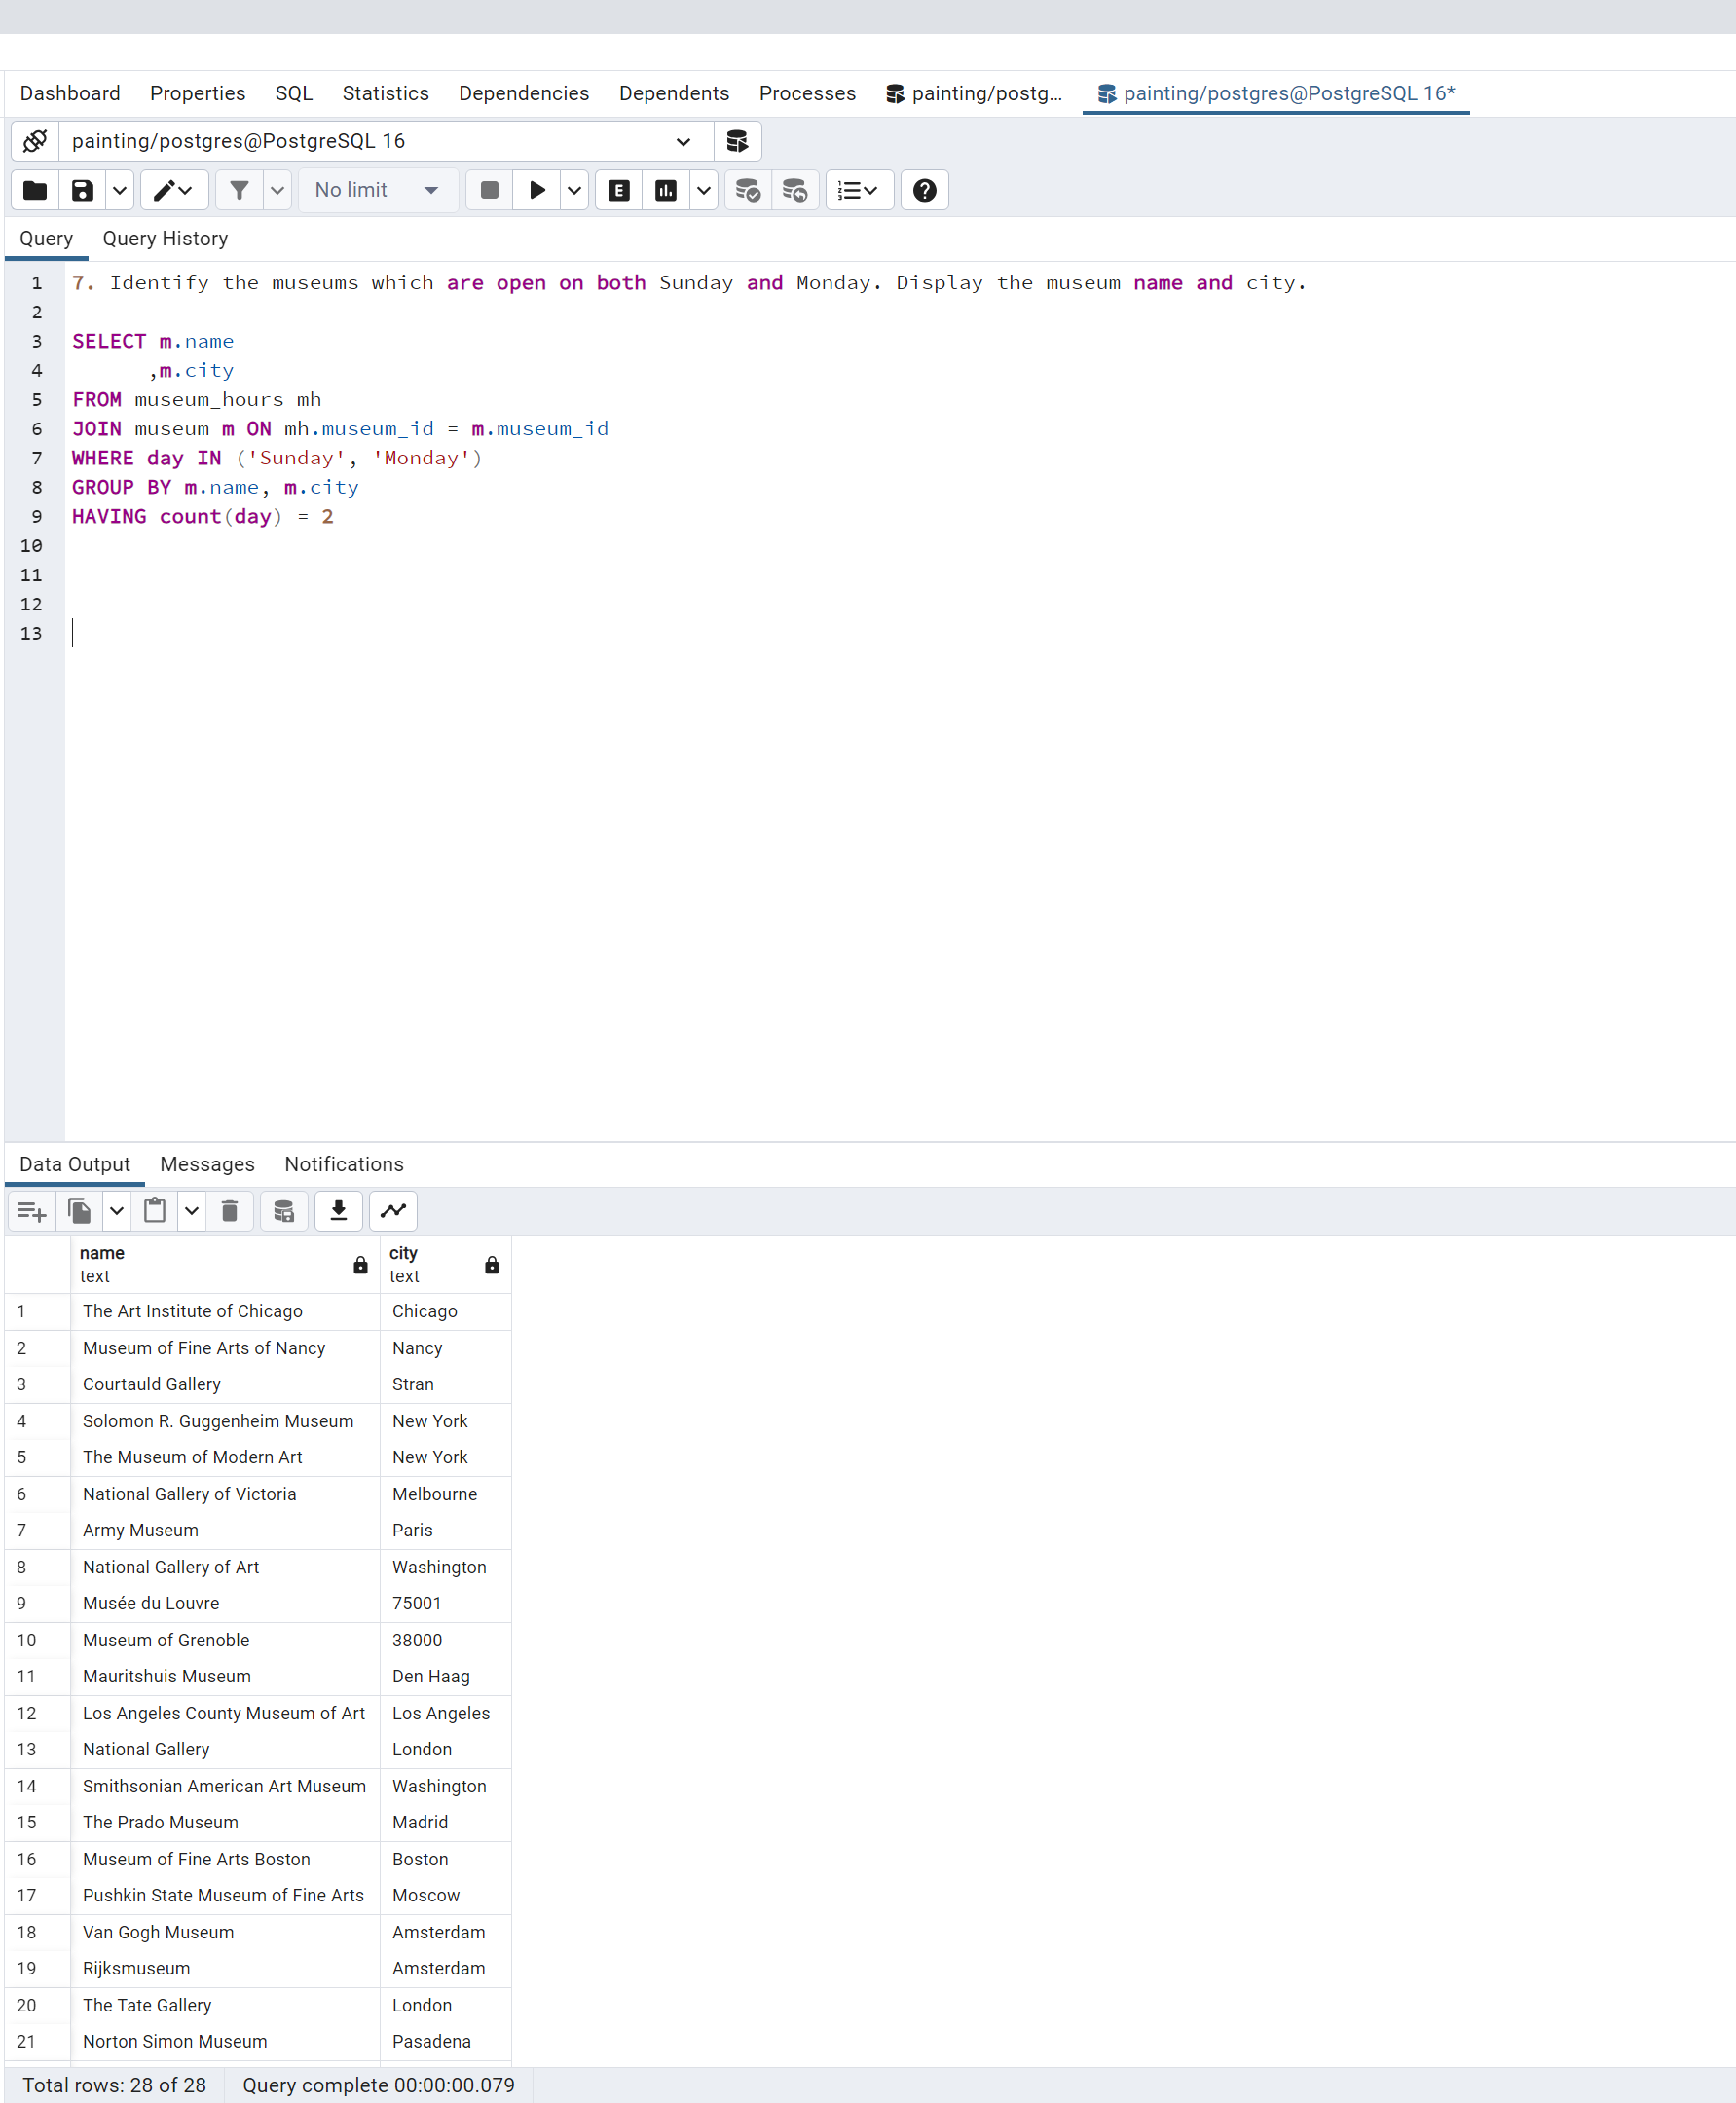 Dashboard Properties SQL Statistics Dependencies Dependents Processes painting/postg... painting/postgres@PostgreSQL 16*
painting/postgres@PostgreSQL 16
No limit E
Query Query History
1 7. Identify the museums which are open on both Sunday and Monday. Display the museum name and city.
2
3 SELECT m.name
4 ,m.city
5 FROM museum_hours mh
6 JOIN museum m ON mh.museum_id = m.museum_id
7 WHERE day IN ('Sunday', 'Monday')
8 GROUP BY m.name, m.city
9 HAVING count(day) = 2
10
11
12
13
Data Output Messages Notifications
name city
text text
1 The Art Institute of Chicago Chicago
2 Museum of Fine Arts of Nancy Nancy
3 Courtauld Gallery Stran
4 Solomon R. Guggenheim Museum New York
5 The Museum of Modern Art New York
6 National Gallery of Victoria Melbourne
7 Army Museum Paris
8 National Gallery of Art Washington
9 Musée du Louvre 75001
10 Museum of Grenoble 38000
11 Mauritshuis Museum Den Haag
12 Los Angeles County Museum of Art Los Angeles
13 National Gallery London
14 Smithsonian American Art Museum Washington
15 The Prado Museum Madrid
16 Museum of Fine Arts Boston Boston
17 Pushkin State Museum of Fine Arts Moscow
18 Van Gogh Museum Amsterdam
19 Rijksmuseum Amsterdam
20 The Tate Gallery London
21 Norton Simon Museum Pasadena
Total rows: 28 of 28 Query complete 00:00:00.079